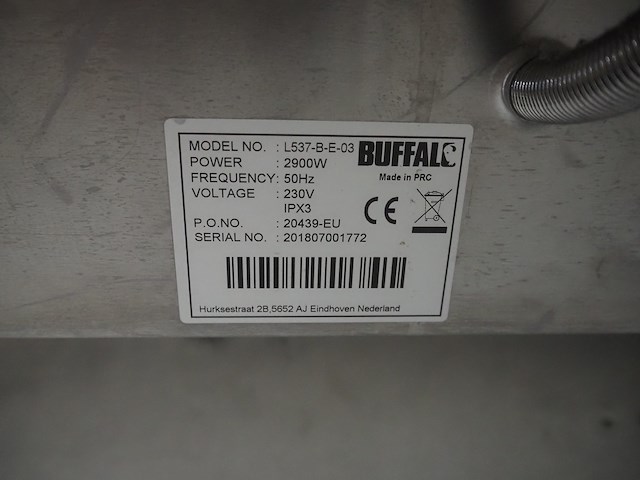 MODEL NO. : L537-B-E-03
BUFFALO
POWER : 2900W
Made in PRC
FREQUENCY: 50Hz
VOLTAGE : 230V
IPX3
CE
P.O.NO. : 20439-EU
SERIAL NO. : 201807001772
Hurksestraat 2B,5652 AJ Eindhoven Nederland